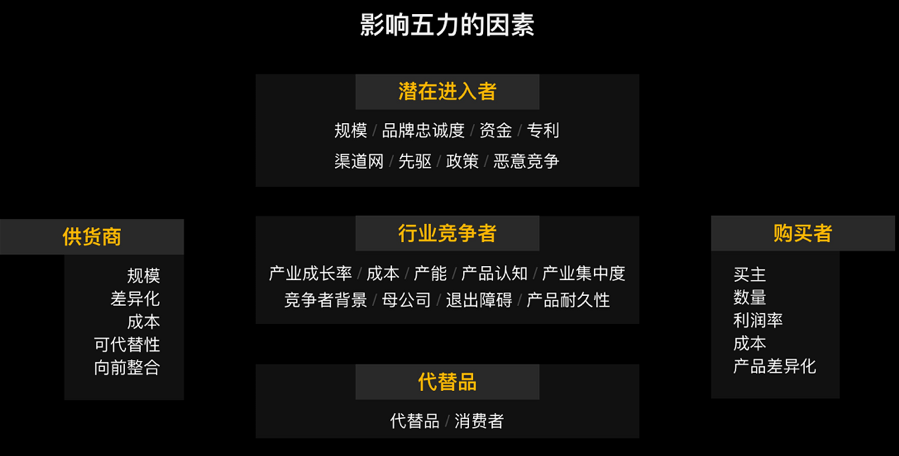 影响五力的因素
潜在进入者
规模 / 品牌忠诚度 / 资金 / 专利
渠道网 / 先驱 / 政策 / 恶意竞争
供货商
规模
差异化
成本
可代替性
向前整合
行业竞争者
产业成长率 / 成本 / 产能 / 产品认知 / 产业集中度
竞争者背景 / 母公司 / 退出障碍 / 产品耐久性
购买者
买主
数量
利润率
成本
产品差异化
代替品
代替品 / 消费者